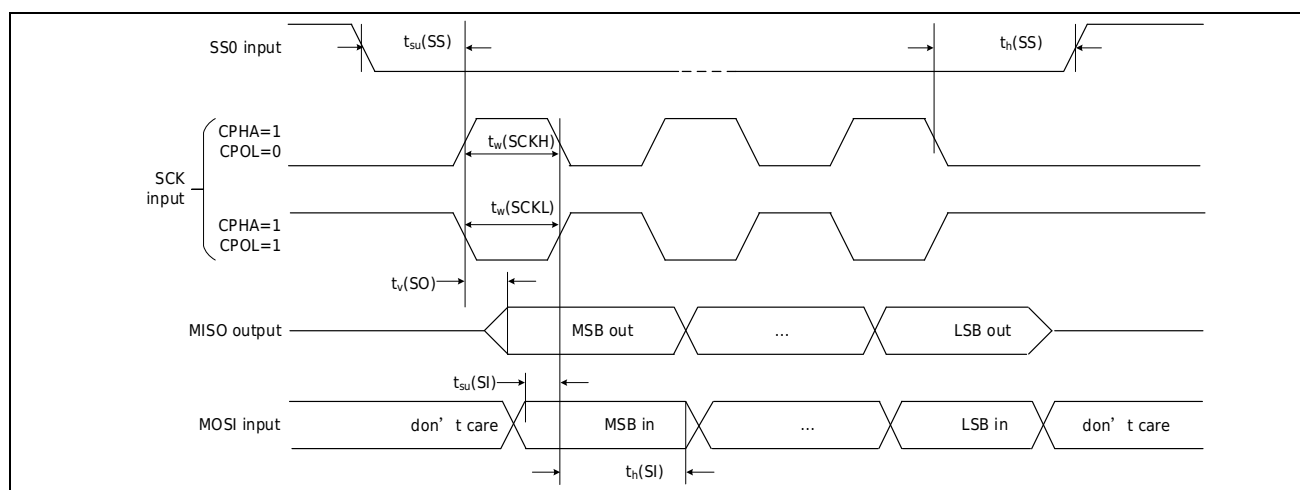 SS0 input
tsu(SS)
th(SS)
SCK
input
CPHA=1
CPOL=0
tw(SCKH)
CPHA=1
CPOL=1
tw(SCKL)
tv(SO)
MISO output
MSB out
...
LSB out
tsu(SI)
MOSI input
don't care
MSB in
...
LSB in
don't care
th(SI)